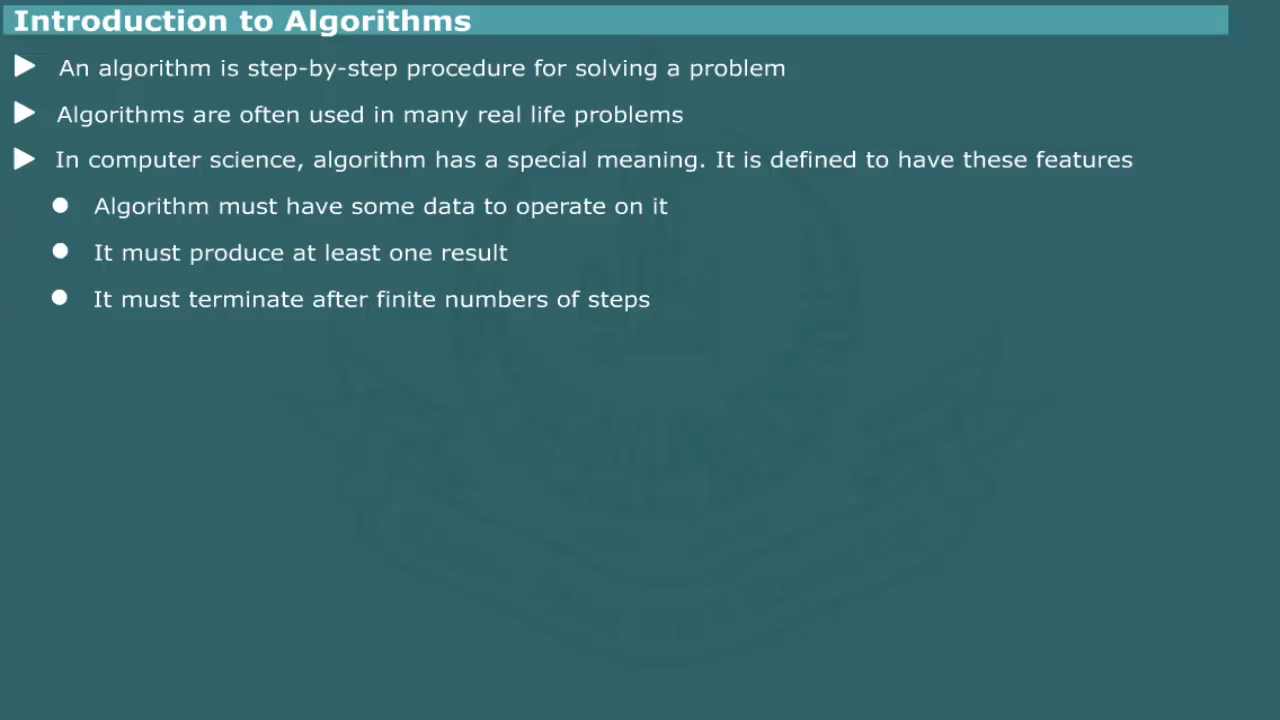 Introduction to Algorithms
An algorithm is step-by-step procedure for solving a problem
Algorithms are often used in many real life problems
In computer science, algorithm has a special meaning. It is defined to have these features
Algorithm must have some data to operate on it
It must produce at least one result
It must terminate after finite numbers of steps